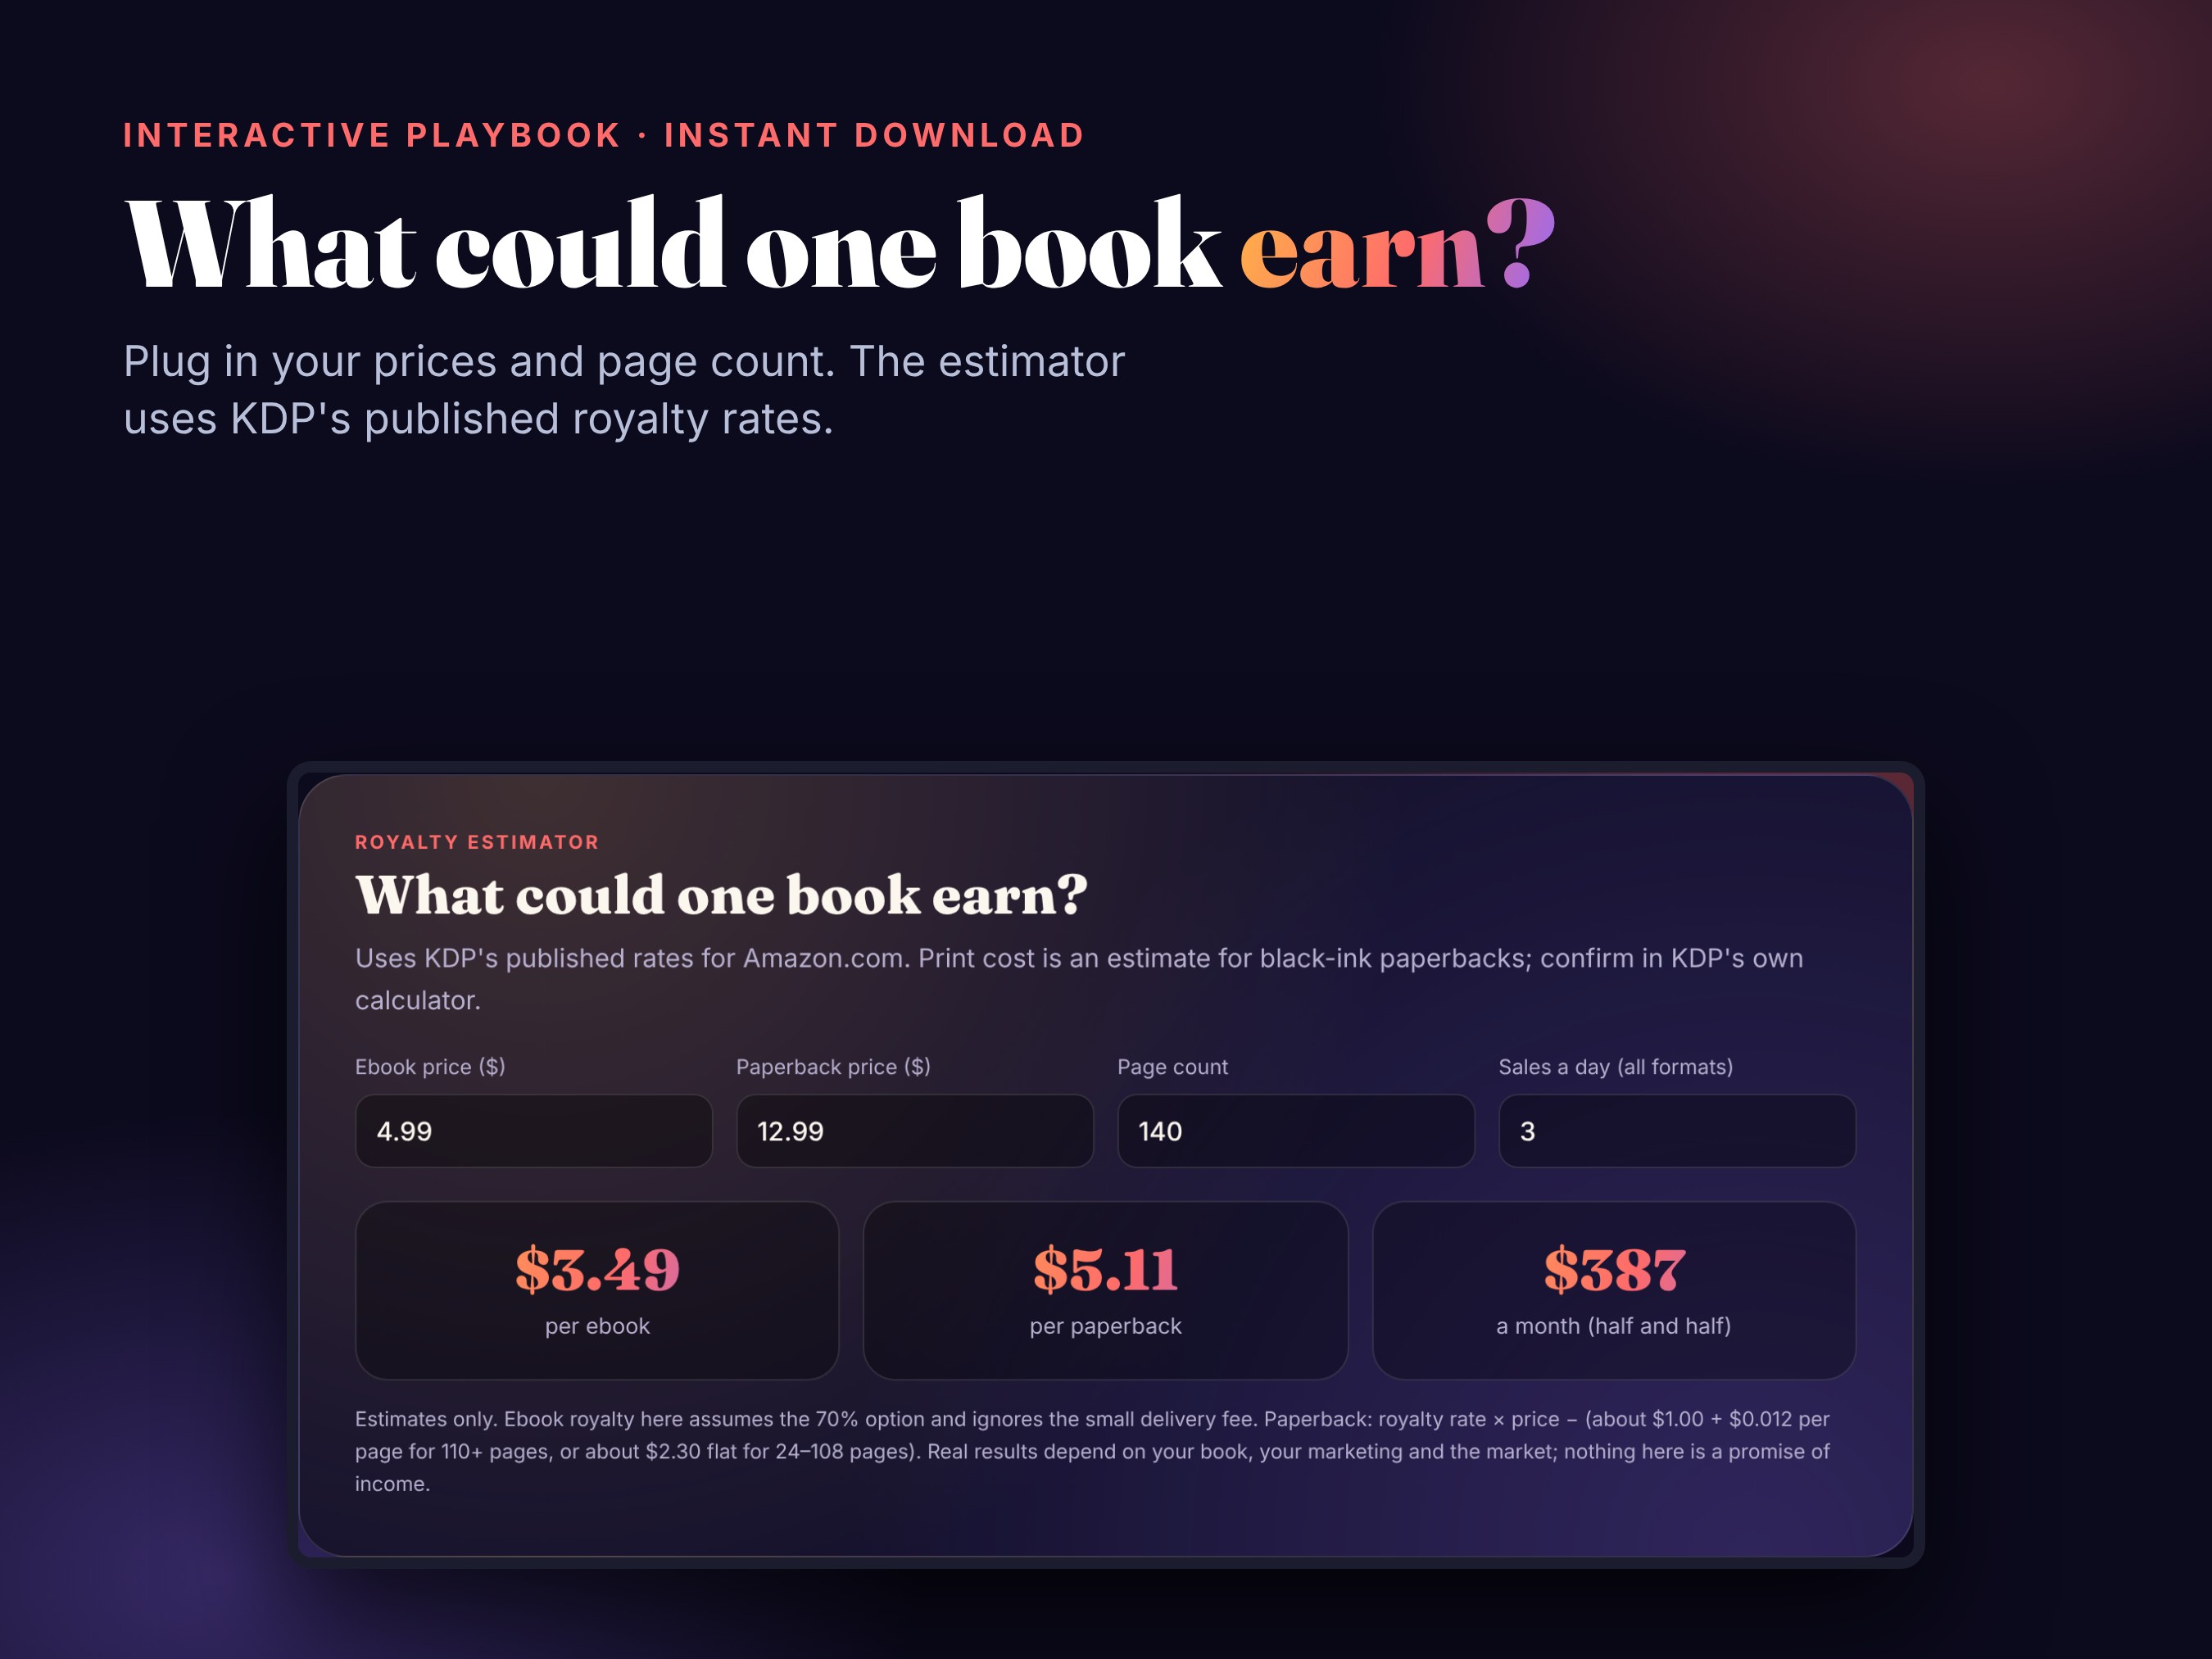 INTERACTIVE PLAYBOOK · INSTANT DOWNLOAD
What could one book earn?
Plug in your prices and page count. The estimator
uses KDP's published royalty rates.
ROYALTY ESTIMATOR
What could one book earn?
Uses KDP's published rates for Amazon.com. Print cost is an estimate for black-ink paperbacks; confirm in KDP's own
calculator.
Ebook price ($) Paperback price ($) Page count Sales a day (all formats)
4.99 12.99 140 3
$3.49 $5.11 $387
per ebook per paperback a month (half and half)
Estimates only. Ebook royalty here assumes the 70% option and ignores the small delivery fee. Paperback: royalty rate × price − (about $1.00 + $0.012 per
page for 110+ pages, or about $2.30 flat for 24–108 pages). Real results depend on your book, your marketing and the market; nothing here is a promise of
income.